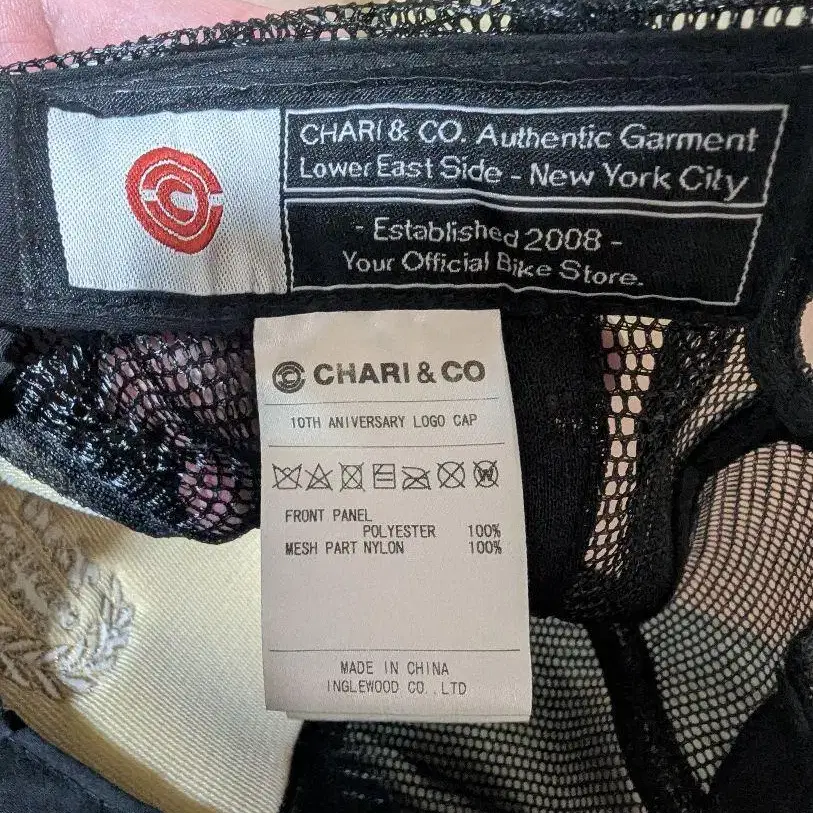 CHARI & CO. Authentic Garment
Lower East Side - New York City
- Established 2008 -
Your Official Bike Store.
CHARI & CO
10TH ANIVERSARY LOGO CAP
FRONT PANEL
POLYESTER 100%
MESH PART NYLON 100%
MADE IN CHINA
INGLEWOOD CO.,LTD